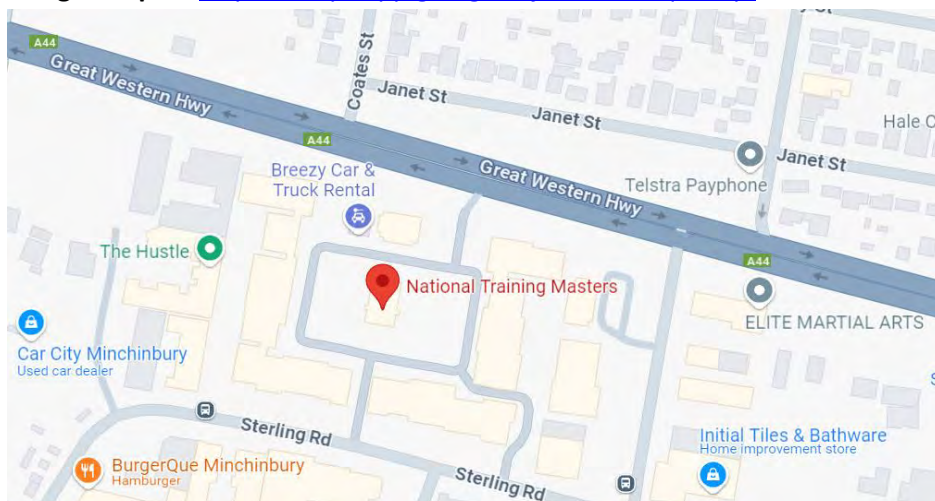 A44
Great Western Hwy
Coates St
Janet St
Janet St
Hale
Janet St
A44
Breezy Car &
Truck Rental
Great Western Hwy
Telstra Payphone
The Hustle
National Training Masters
A44
ELITE MARTIAL ARTS
Car City Minchinbury
Used car dealer
Sterling Rd
Initial Tiles & Bathware
Home improvement store
BurgerQue Minchinbury
Hamburger
Sterling Rd